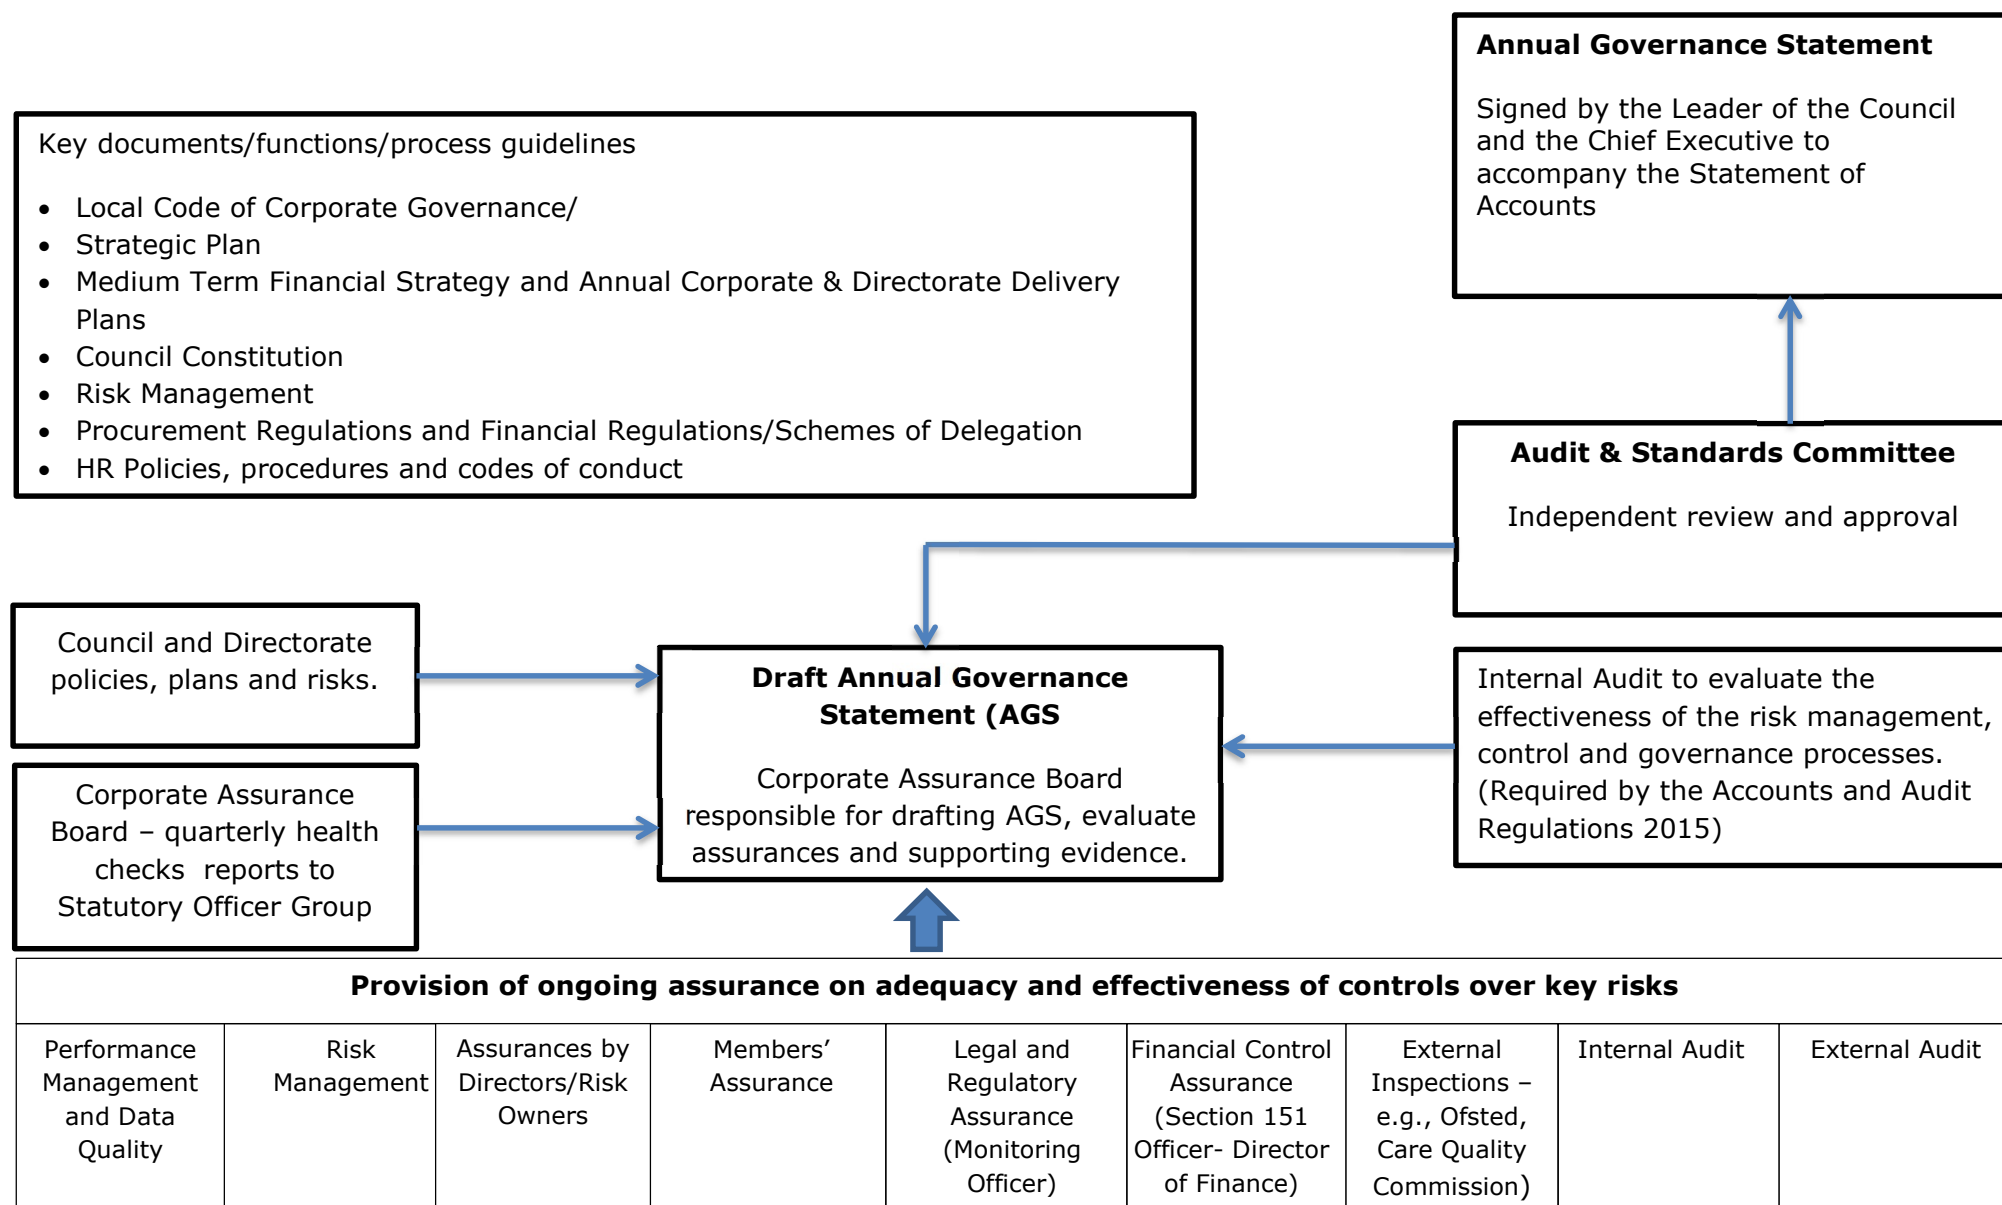 Annual Governance Statement
Signed by the Leader of the Council
and the Chief Executive to
accompany the Statement of
Accounts
Key documents/functions/process guidelines
• Local Code of Corporate Governance/
• Strategic Plan
• Medium Term Financial Strategy and Annual Corporate & Directorate Delivery
Plans
• Council Constitution
• Risk Management
• Procurement Regulations and Financial Regulations/Schemes of Delegation
• HR Policies, procedures and codes of conduct
Audit & Standards Committee
Independent review and approval
Council and Directorate
policies, plans and risks.
Corporate Assurance
Board – quarterly health
checks  reports to
Statutory Officer Group
Draft Annual Governance
Statement (AGS
Corporate Assurance Board
responsible for drafting AGS, evaluate
assurances and supporting evidence.
Internal Audit to evaluate the
effectiveness of the risk management,
control and governance processes.
(Required by the Accounts and Audit
Regulations 2015)
Provision of ongoing assurance on adequacy and effectiveness of controls over key risks
Performance
Management
and Data
Quality
Risk
Management
Assurances by
Directors/Risk
Owners
Members’
Assurance
Legal and
Regulatory
Assurance
(Monitoring
Officer)
Financial Control
Assurance
(Section 151
Officer- Director
of Finance)
External
Inspections –
e.g., Ofsted,
Care Quality
Commission)
Internal Audit
External Audit